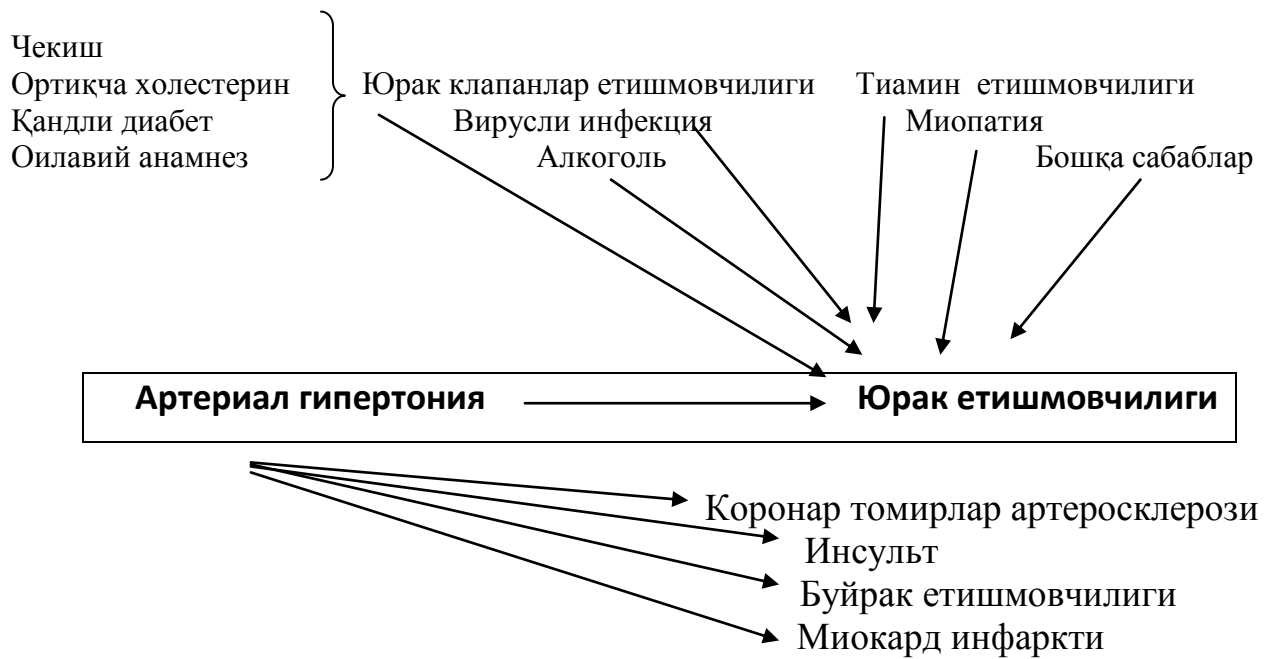 Чекиш
Ортиқча холестерин Юрак клапанлар етишмовчилиги Тиамин етишмовчилиги
Қандли диабет Вирусли инфекция Миопатия
Оилавий анамнез Алкоголь Бошқа сабаблар
Артериал гипертония Юрак етишмовчилиги
Коронар томирлар артеросклерози
Инсульт
Буйрак етишмовчилиги
Миокард инфаркти